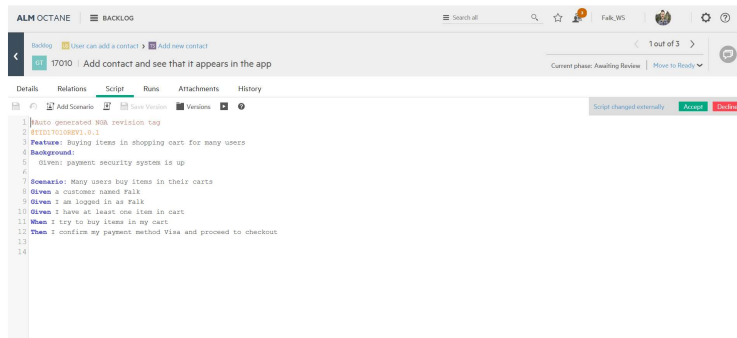 ALM OCTANE
BACKLOG
Search all
Falk_WS
Backlog US User can add a contact > TS Add new contact
1 out of 3
GT 17010 Add contact and see that it appears in the app
Current phase: Awaiting Review Move to Ready
Details Relations Script Runs Attachments History
Add Scenario Save Version Versions
Script changed externally Accept Decline
1 #Auto generated NGA revision tag
2 @TID17010REV1.0.1
3 Feature: Buying items in shopping cart for many users
4 Background:
5 Given: payment security system is up
6
7 Scenario: Many users buy items in their carts
8 Given a customer named Falk
9 Given I am logged in as Falk
10 Given I have at least one item in cart
11 When I try to buy items in my cart
12 Then I confirm my payment method Visa and proceed to checkout
13
14